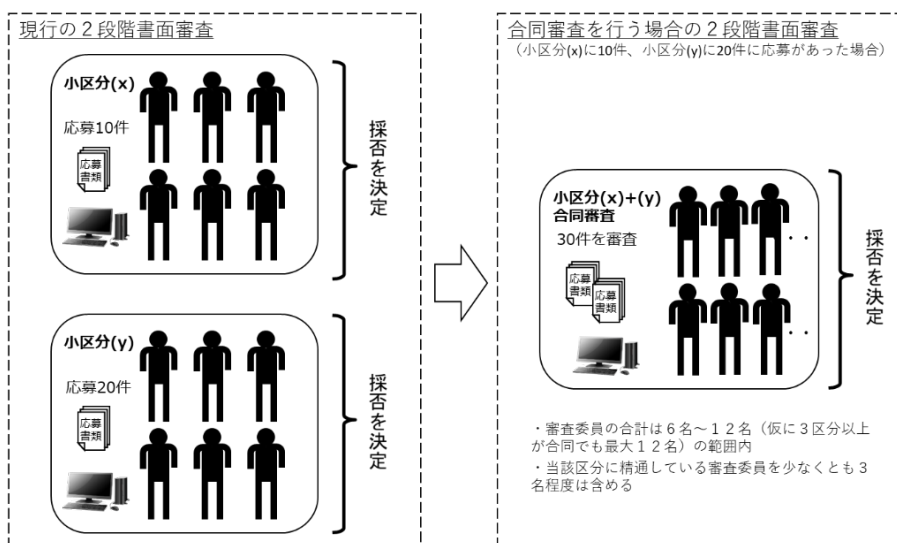 現行の２段階書面審査
小区分(x)
応募10件
応募
書類
採否を決定
小区分(y)
応募20件
応募
書類
採否を決定
合同審査を行う場合の２段階書面審査
（小区分(x)に10件、小区分(y)に20件に応募があった場合）
小区分(x)+(y)
合同審査
30件を審査
応募
書類
応募
書類
・・
・・
採否を決定
・審査委員の合計は６名～１２名（仮に３区分以上
が合同でも最大１２名）の範囲内
・当該区分に精通している審査委員を少なくとも３
名程度は含める